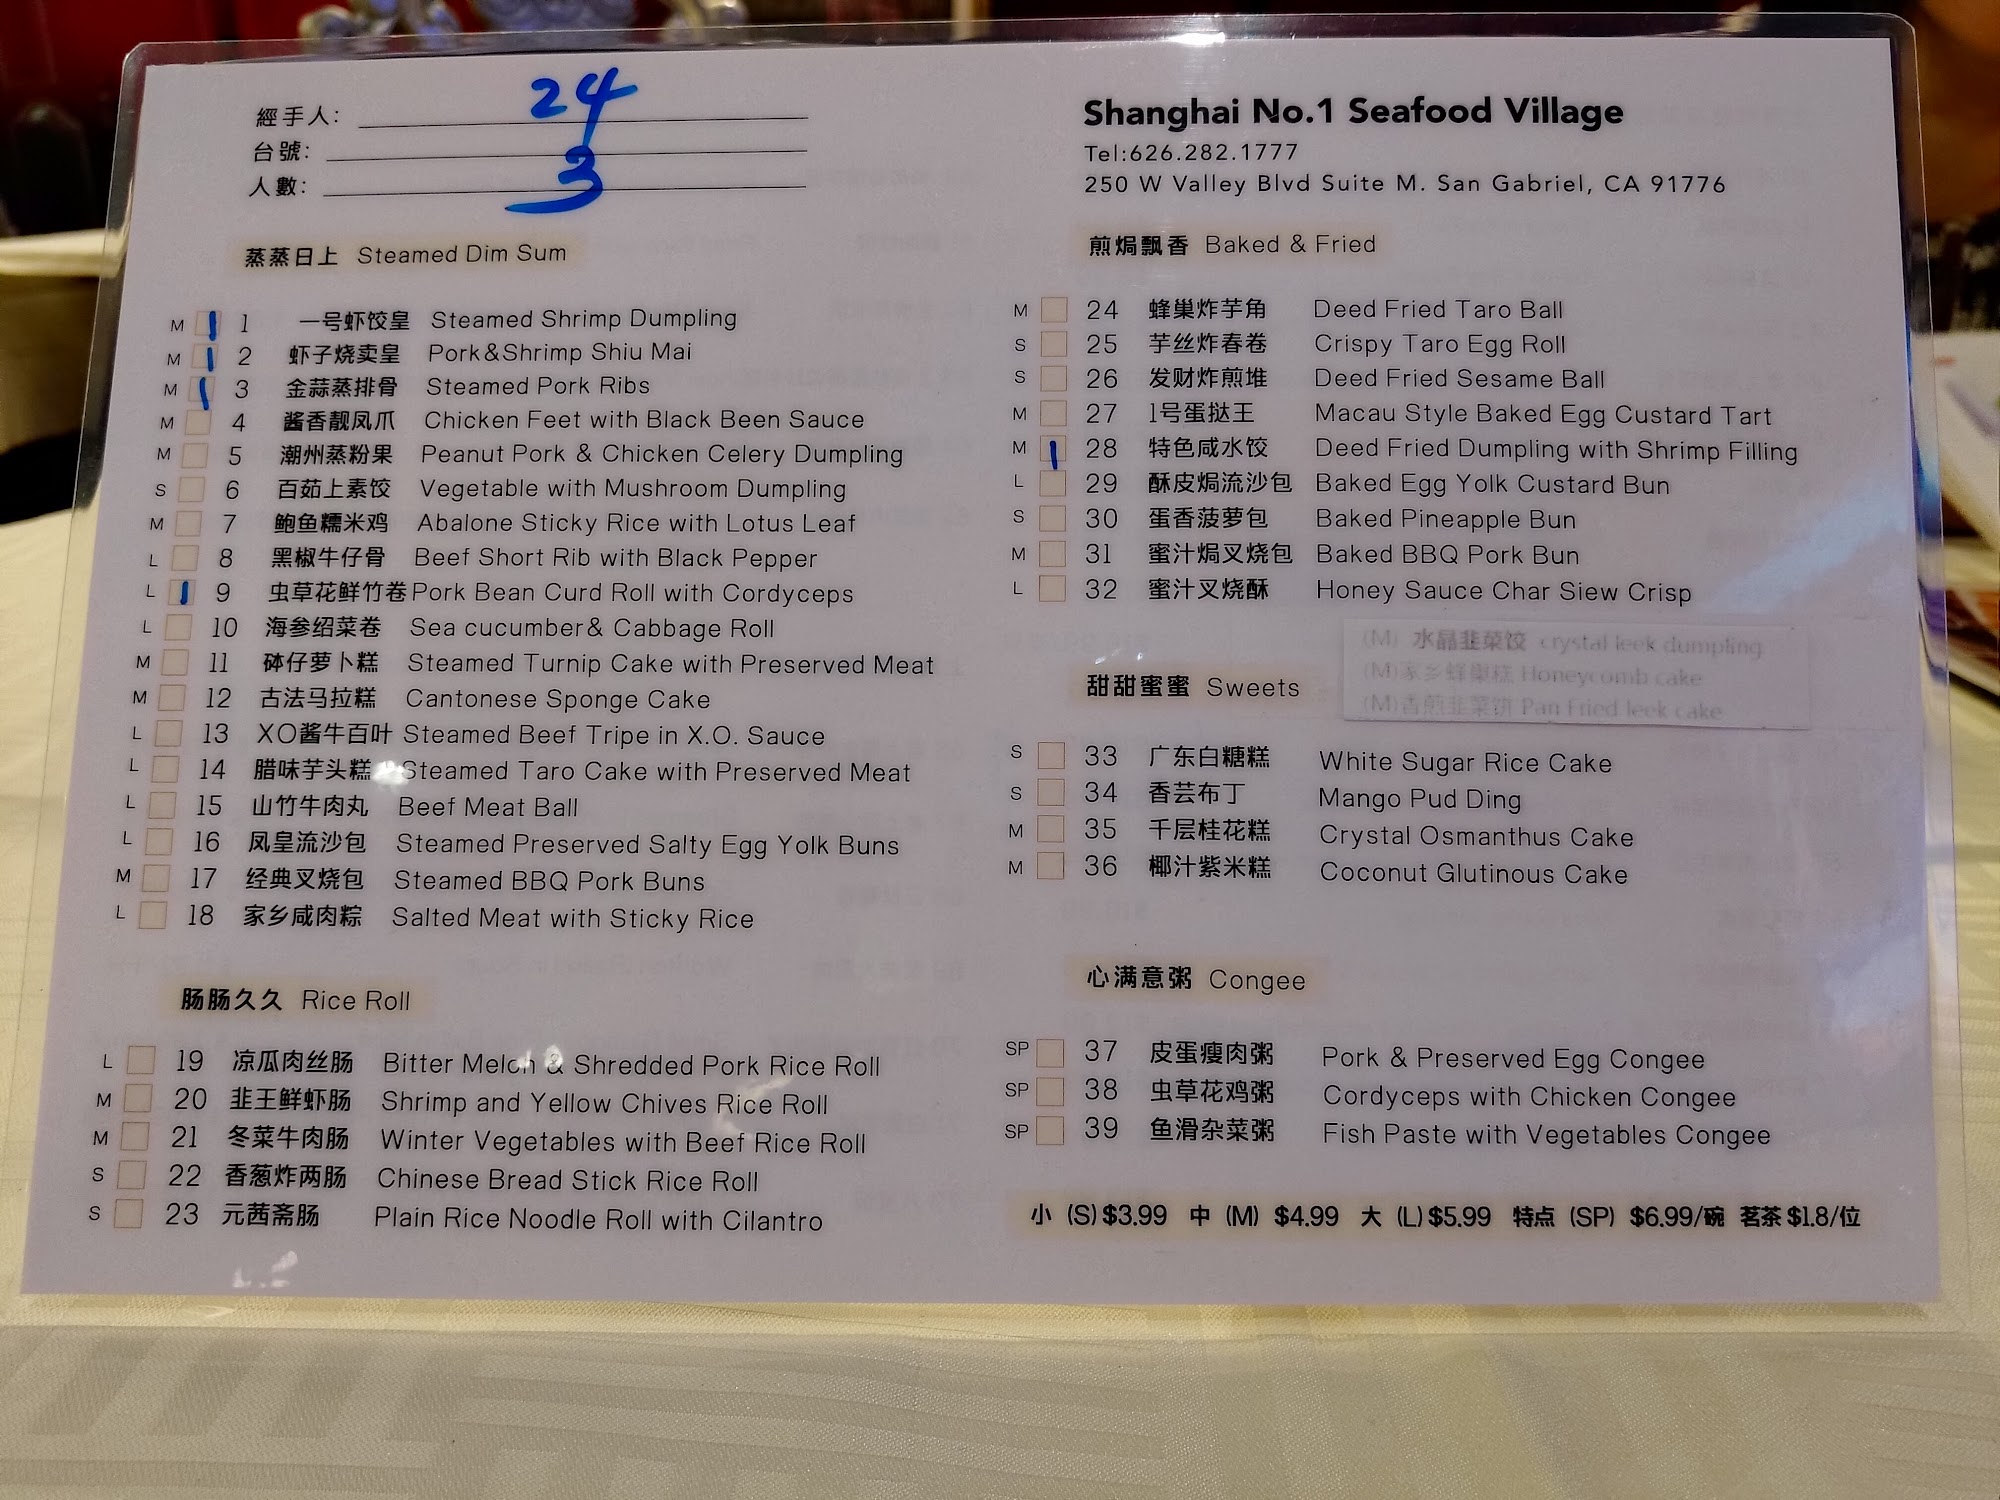 經手人:
24
台號:
人數: 3
蒸蒸日上 Steamed Dim Sum
M 1 一号虾饺皇 Steamed Shrimp Dumpling
M 2 虾子烧卖皇 Pork&Shrimp Shiu Mai
M 3 金蒜蒸排骨 Steamed Pork Ribs
M 4 酱香靓凤爪 Chicken Feet with Black Been Sauce
M 5 潮州蒸粉果 Peanut Pork & Chicken Celery Dumpling
S 6 百茹上素饺 Vegetable with Mushroom Dumpling
M 7 鲍鱼糯米鸡 Abalone Sticky Rice with Lotus Leaf
L 8 黑椒牛仔骨 Beef Short Rib with Black Pepper
L 9 虫草花鲜竹卷 Pork Bean Curd Roll with Cordyceps
L 10 海参绍菜卷 Sea cucumber& Cabbage Roll
M 11 砵仔萝卜糕 Steamed Turnip Cake with Preserved Meat
M 12 古法马拉糕 Cantonese Sponge Cake
L 13 XO酱牛百叶 Steamed Beef Tripe in X.O. Sauce
L 14 腊味芋头糕 Steamed Taro Cake with Preserved Meat
L 15 山竹牛肉丸 Beef Meat Ball
L 16 凤皇流沙包 Steamed Preserved Salty Egg Yolk Buns
M 17 经典叉烧包 Steamed BBQ Pork Buns
L 18 家乡咸肉粽 Salted Meat with Sticky Rice
肠肠久久 Rice Roll
L 19 凉瓜肉丝肠 Bitter Melon & Shredded Pork Rice Roll
M 20 韭王鲜虾肠 Shrimp and Yellow Chives Rice Roll
M 21 冬菜牛肉肠 Winter Vegetables with Beef Rice Roll
S 22 香葱炸两肠 Chinese Bread Stick Rice Roll
S 23 元茜斋肠 Plain Rice Noodle Roll with Cilantro
Shanghai No.1 Seafood Village
Tel:626.282.1777
250 W Valley Blvd Suite M. San Gabriel, CA 91776
煎焗飘香 Baked & Fried
M 24 蜂巢炸芋角 Deed Fried Taro Ball
S 25 芋丝炸春卷 Crispy Taro Egg Roll
S 26 发财炸煎堆 Deed Fried Sesame Ball
M 27 1号蛋挞王 Macau Style Baked Egg Custard Tart
M 28 特色咸水饺 Deed Fried Dumpling with Shrimp Filling
L 29 酥皮焗流沙包 Baked Egg Yolk Custard Bun
S 30 蛋香菠萝包 Baked Pineapple Bun
M 31 蜜汁焗叉烧包 Baked BBQ Pork Bun
L 32 蜜汁叉烧酥 Honey Sauce Char Siew Crisp
(M) 水晶韭菜饺 crystal leek dumpling
(M)家乡蜂巢糕 Honeycomb cake
(M)香煎韭菜饼 Pan Fried leek cake
甜甜蜜蜜 Sweets
S 33 广东白糖糕 White Sugar Rice Cake
S 34 香芸布丁 Mango Pud Ding
M 35 千层桂花糕 Crystal Osmanthus Cake
M 36 椰汁紫米糕 Coconut Glutinous Cake
心满意粥 Congee
SP 37 皮蛋瘦肉粥 Pork & Preserved Egg Congee
SP 38 虫草花鸡粥 Cordyceps with Chicken Congee
SP 39 鱼滑杂菜粥 Fish Paste with Vegetables Congee
小 (S) $3.99 中 (M) $4.99 大 (L) $5.99 特点 (SP) $6.99/碗 茗茶 $1.8/位